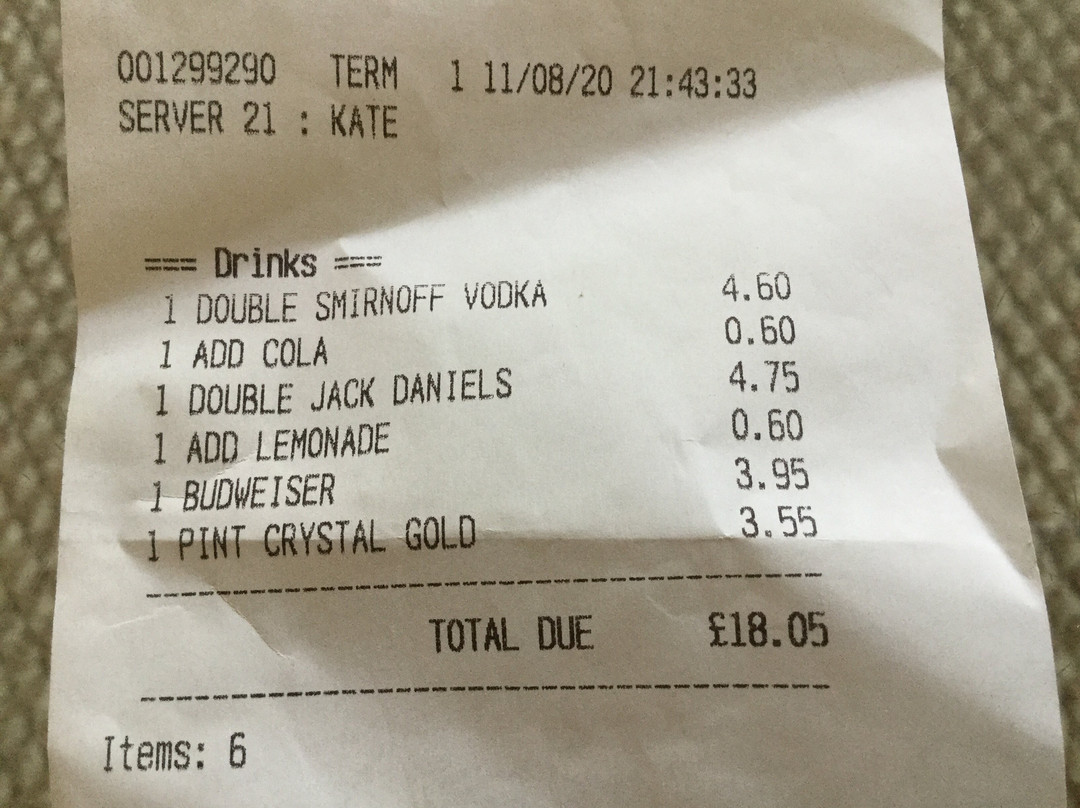 001299290 TERM 1 11/08/20 21:43:33
SERVER 21 : KATE
=== Drinks ===
1 DOUBLE SMIRNOFF VODKA 4.60
1 ADD COLA 0.60
1 DOUBLE JACK DANIELS 4.75
1 ADD LEMONADE 0.60
1 BUDWEISER 3.95
1 PINT CRYSTAL GOLD 3.55
TOTAL DUE £18.05
Items: 6